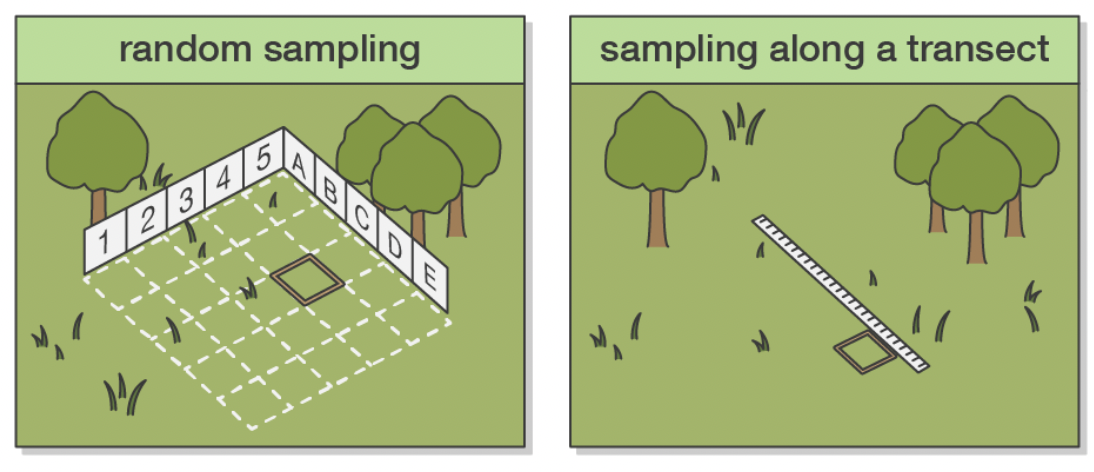 random sampling
1 2 3 4 5 A B C D E
sampling along a transect